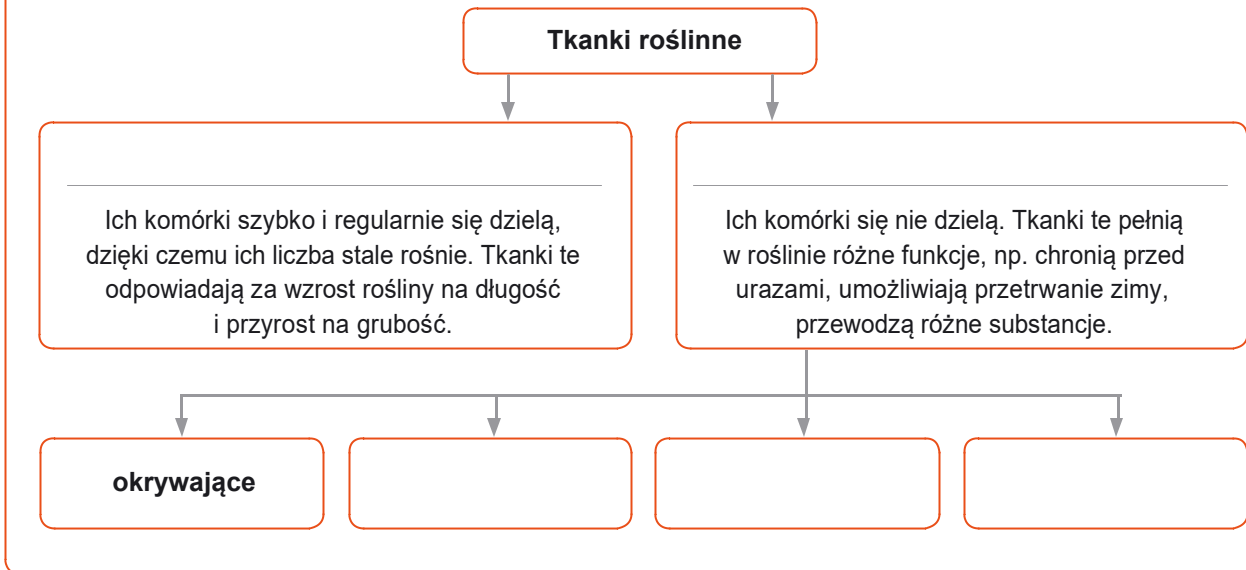 Tkanki roślinne
Ich komórki szybko i regularnie się dzielą,
dzięki czemu ich liczba stale rośnie. Tkanki te
odpowiadają za wzrost rośliny na długość
i przyrost na grubość.
Ich komórki się nie dzielą. Tkanki te pełnią
w roślinie różne funkcje, np. chronią przed
urazami, umożliwiają przetrwanie zimy,
przewodzą różne substancje.
okrywające